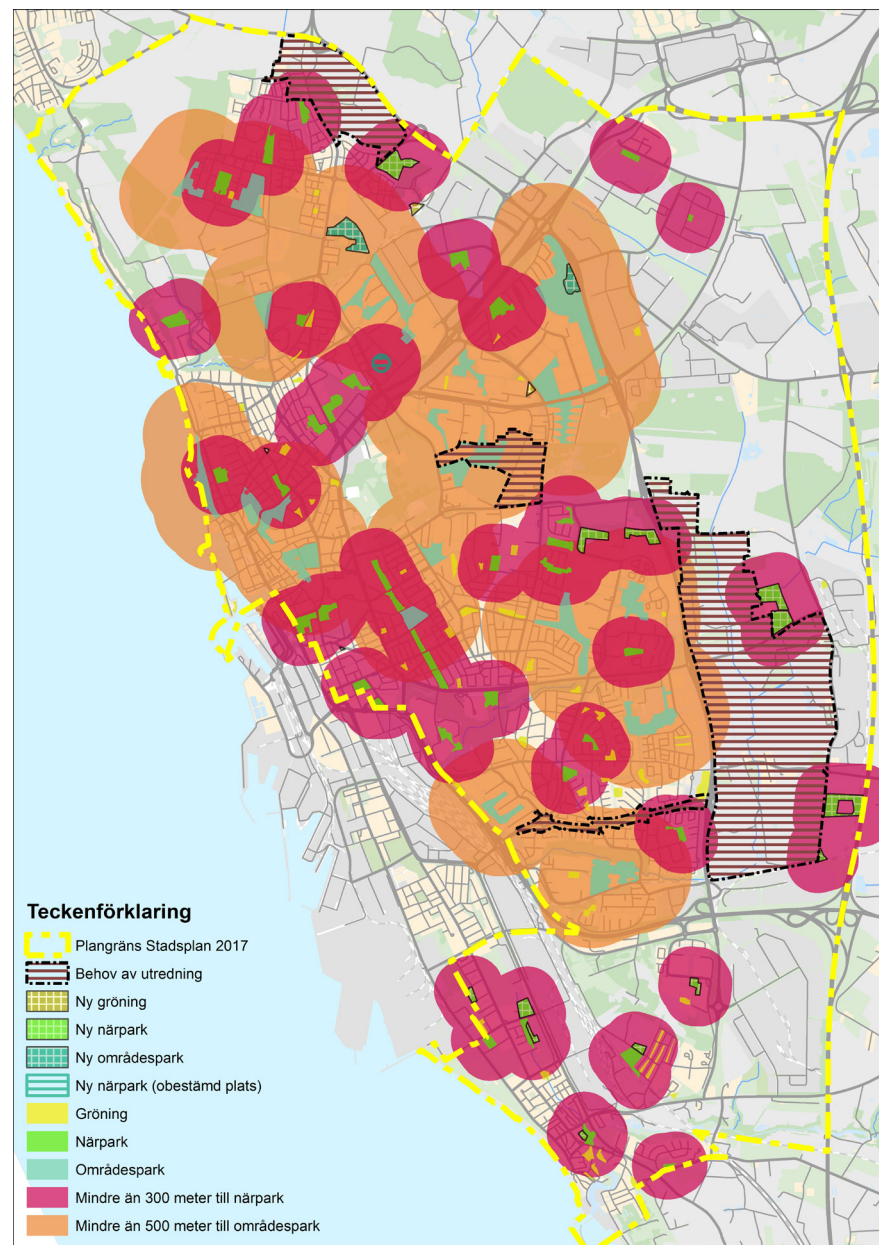 Teckenförklaring
Plangräns Stadsplan 2017
Behov av utredning
Ny gröning
Ny närpark
Ny områdespark
Ny närpark (obestämd plats)
Gröning
Närpark
Områdespark
Mindre än 300 meter till närpark
Mindre än 500 meter till områdespark